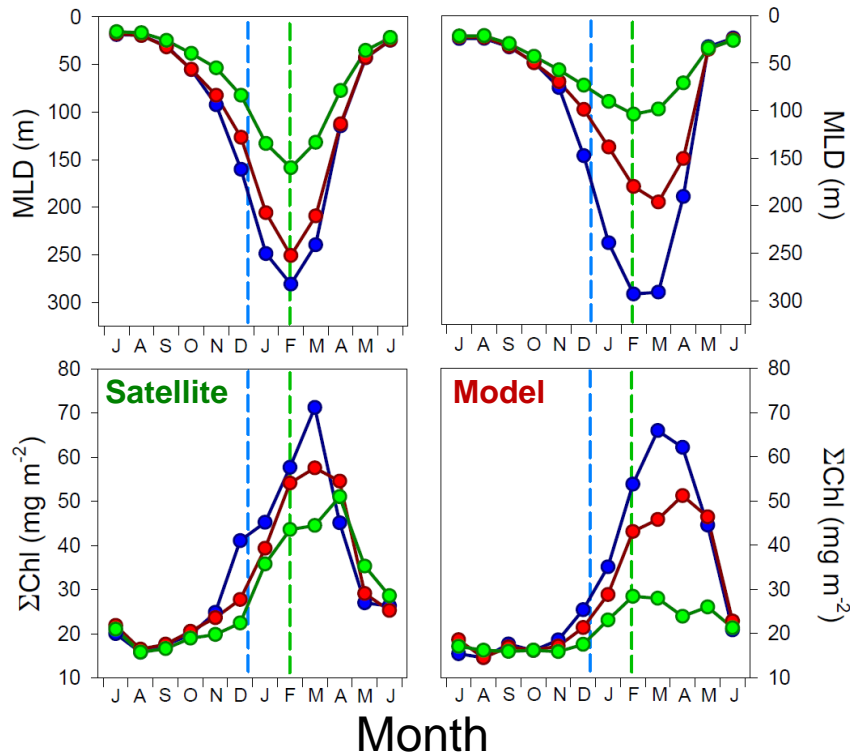 0
50
100
150
200
250
300
MLD (m)
J A S O N D J F M A M J
0
50
100
150
200
250
300
MLD (m)
J A S O N D J F M A M J
80
70
60
50
40
30
20
10
ΣChl (mg m-2)
Satellite
J A S O N D J F M A M J
Model
80
70
60
50
40
30
20
10
ΣChl (mg m-2)
J A S O N D J F M A M J
Month